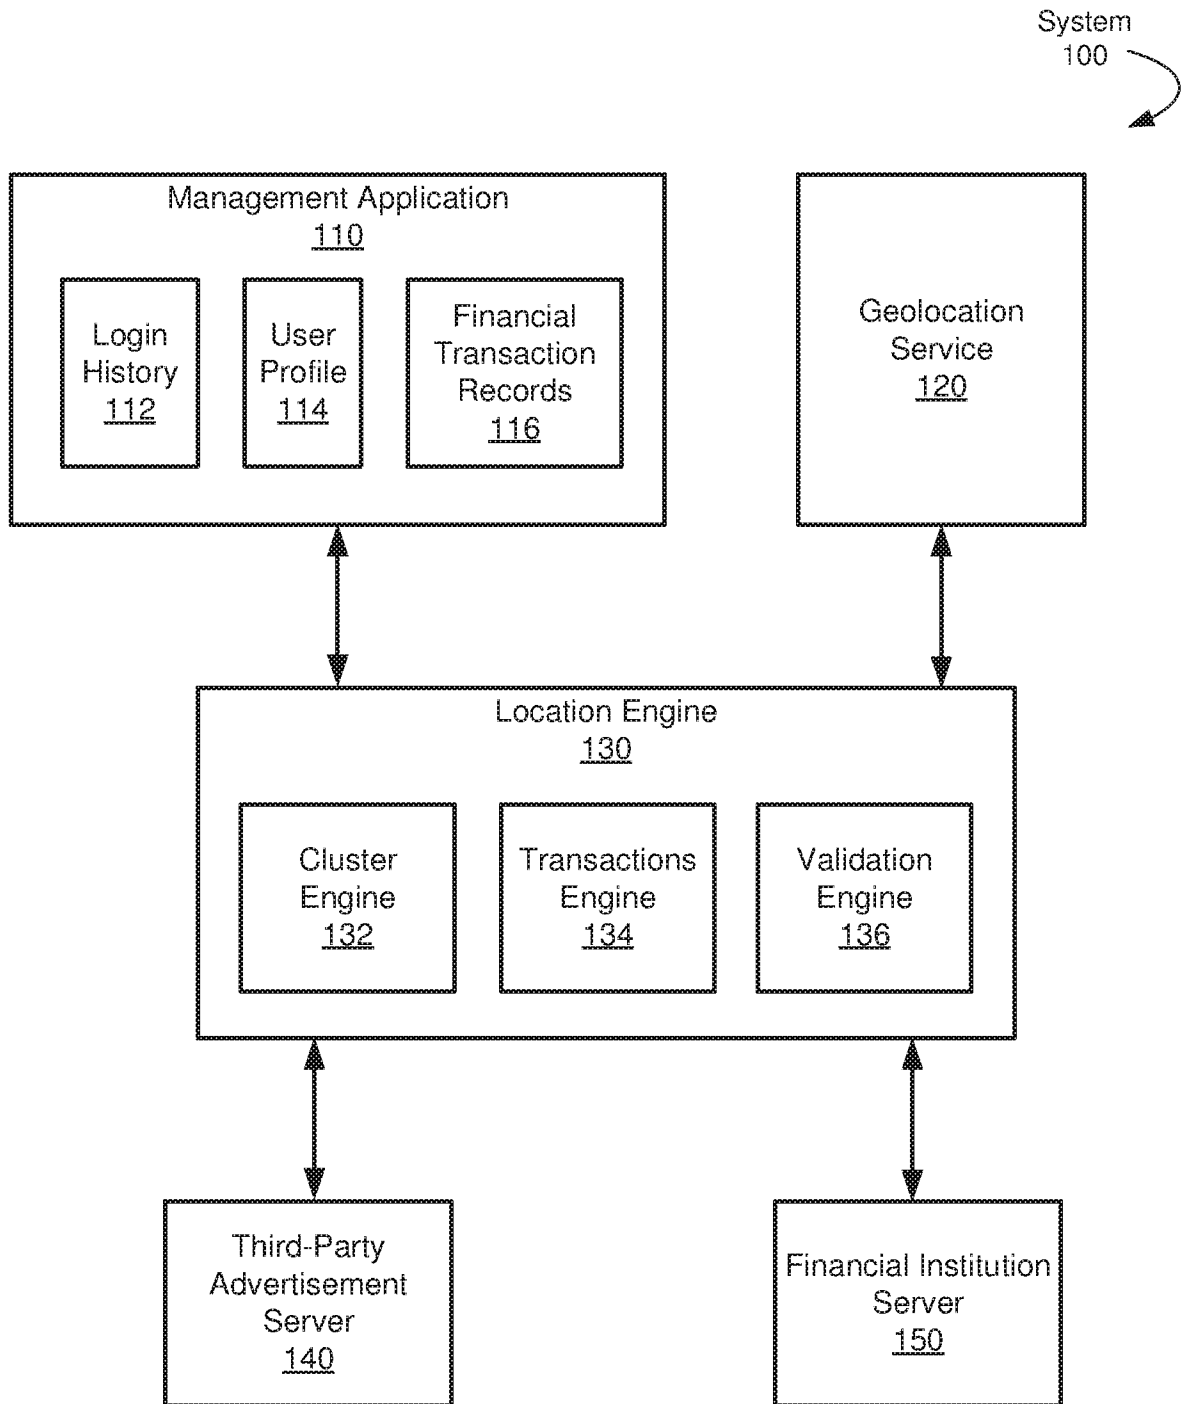 System
100
Management Application
110
Login
History
112
User
Profile
114
Financial
Transaction
Records
116
Geolocation
Service
120
Location Engine
130
Cluster
Engine
132
Transactions
Engine
134
Validation
Engine
136
Third-Party
Advertisement
Server
140
Financial Institution
Server
150